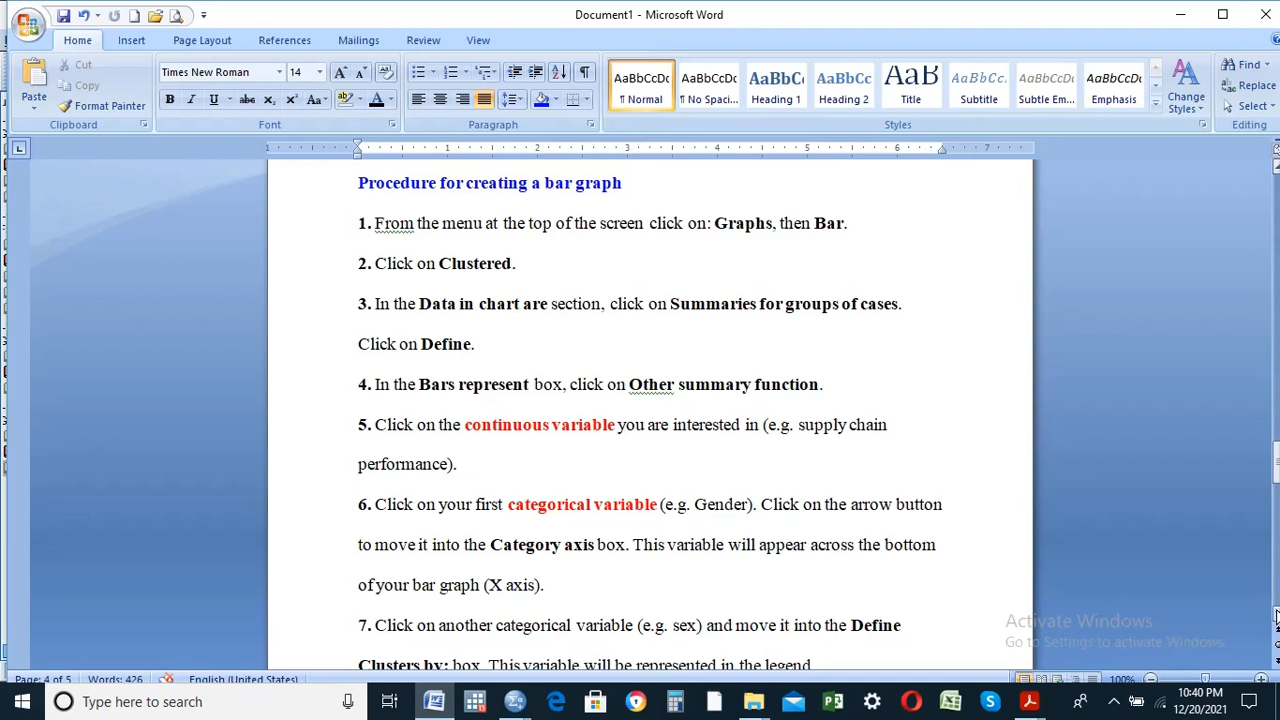 Document1 - Microsoft Word
Home Insert Page Layout References Mailings Review View
Paste
Cut
Copy
Format Painter
Clipboard
Times New Roman 14
Font
Paragraph
AaBbCcDc AaBbCcDc AaBbC AaBbCc AaB AaBbCc. AaBbCcDc AaBbCcDc
¶ Normal ¶ No Spaci... Heading 1 Heading 2 Title Subtitle Subtle Em... Emphasis
Styles
Change Styles
Find
Replace
Select
Editing
Procedure for creating a bar graph
1. From the menu at the top of the screen click on: Graphs, then Bar.
2. Click on Clustered.
3. In the Data in chart are section, click on Summaries for groups of cases.
Click on Define.
4. In the Bars represent box, click on Other summary function.
5. Click on the continuous variable you are interested in (e.g. supply chain
performance).
6. Click on your first categorical variable (e.g. Gender). Click on the arrow button
to move it into the Category axis box. This variable will appear across the bottom
of your bar graph (X axis).
7. Click on another categorical variable (e.g. sex) and move it into the Define
Clusters by: box. This variable will be represented in the legend
Activate Windows
Go to Settings to activate Windows.
Page: 4 of 5 Words: 426 English (United States) 100%
Type here to search
10:40 PM
12/20/2021